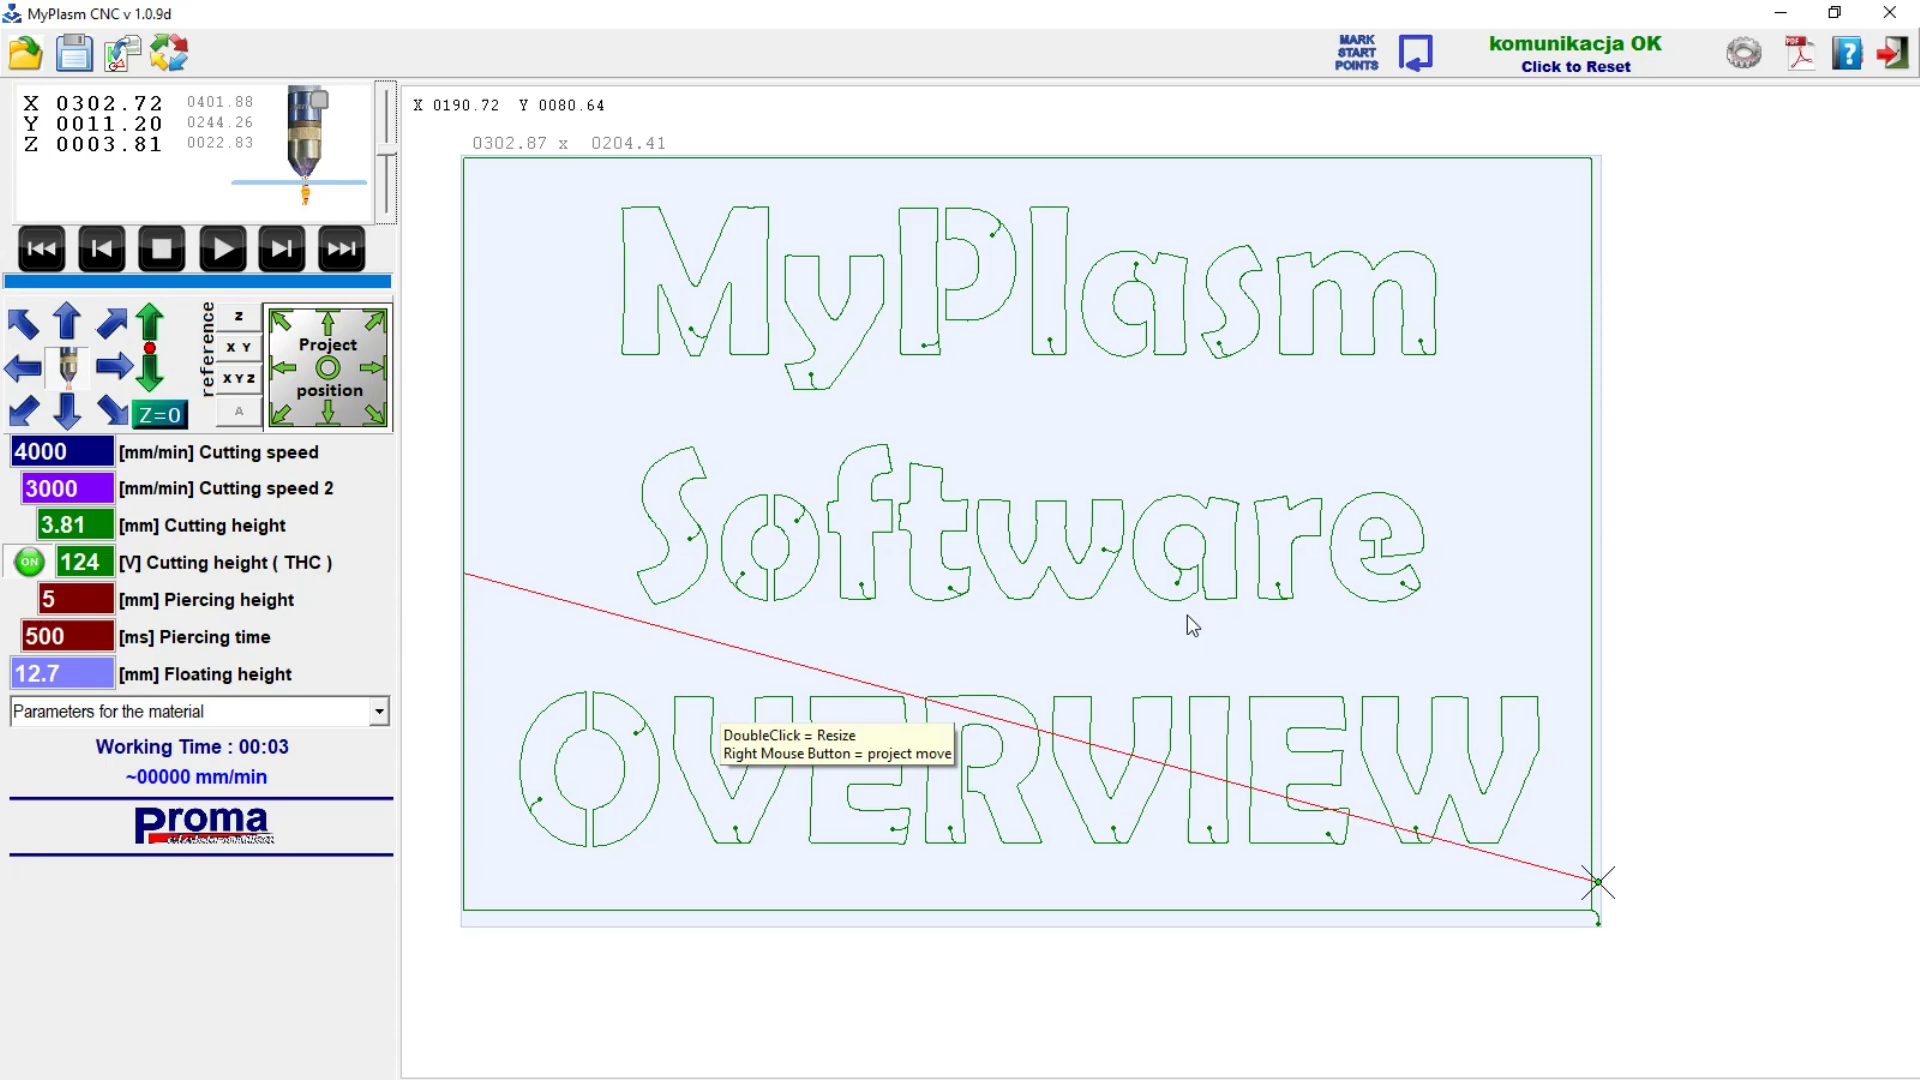 MyPlasm CNC v 1.0.9d
MARK
START
POINTS
komunikacja OK
Click to Reset
PDF
?
X 0302.72 0401.88
Y 0011.20 0244.26
Z 0003.81 0022.83
X 0190.72 Y 0080.64
0302.87 x 0204.41
reference
Z
X Y
X Y Z
A
Project
position
Z=0
4000 [mm/min] Cutting speed
3000 [mm/min] Cutting speed 2
3.81 [mm] Cutting height
ON 124 [V] Cutting height ( THC )
5 [mm] Piercing height
500 [ms] Piercing time
12.7 [mm] Floating height
Parameters for the material
Working Time : 00:03
~00000 mm/min
proma
MyPlasm
Software
OVERVIEW
DoubleClick = Resize
Right Mouse Button = project move